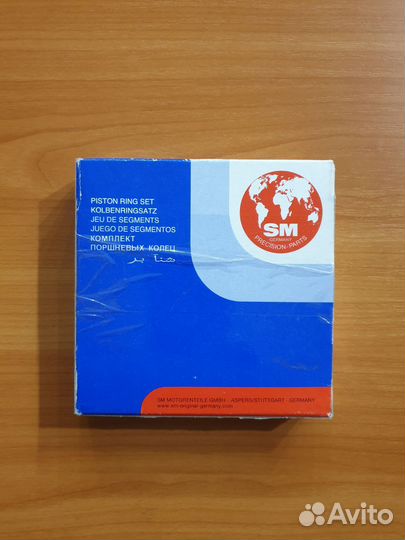 PISTON RING SET
KOLBENRINGSATZ
JEU DE SEGMENTS
JUEGO DE SEGMENTOS
КОМПЛЕКТ
ПОРШНЕВЫХ КОЛЕЦ
SM
GERMANY
PRECISION-PARTS
SM MOTORENTEILE GMBH - ASPERG/STUTTGART - GERMANY
www.sm-original-germany.com
Avito